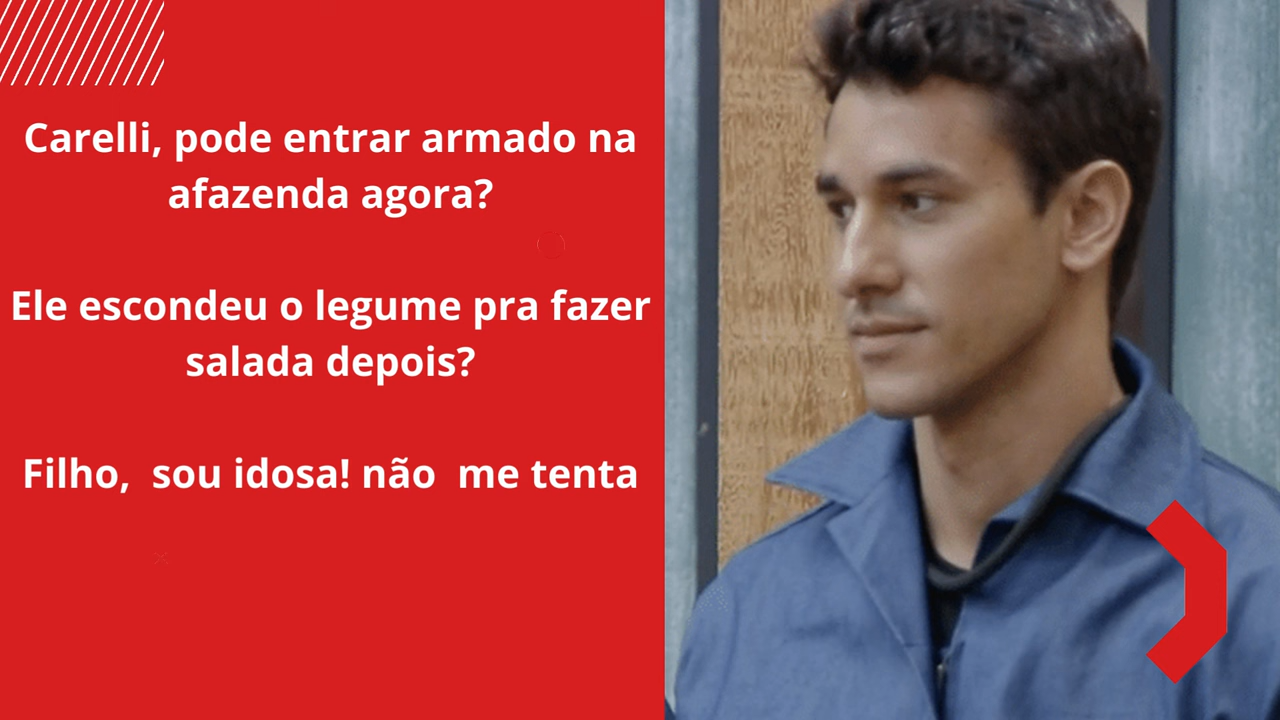 Carelli, pode entrar armado na
afazenda agora?
Ele escondeu o legume pra fazer
salada depois?
Filho,  sou idosa! não  me tenta